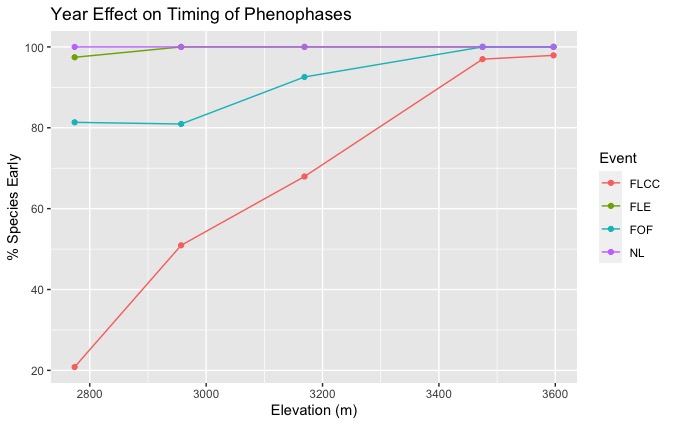 Year Effect on Timing of Phenophases
100
80
60
40
20
% Species Early
2800 3000 3200 3400 3600
Elevation (m)
Event
FLCC
FLE
FOF
NL